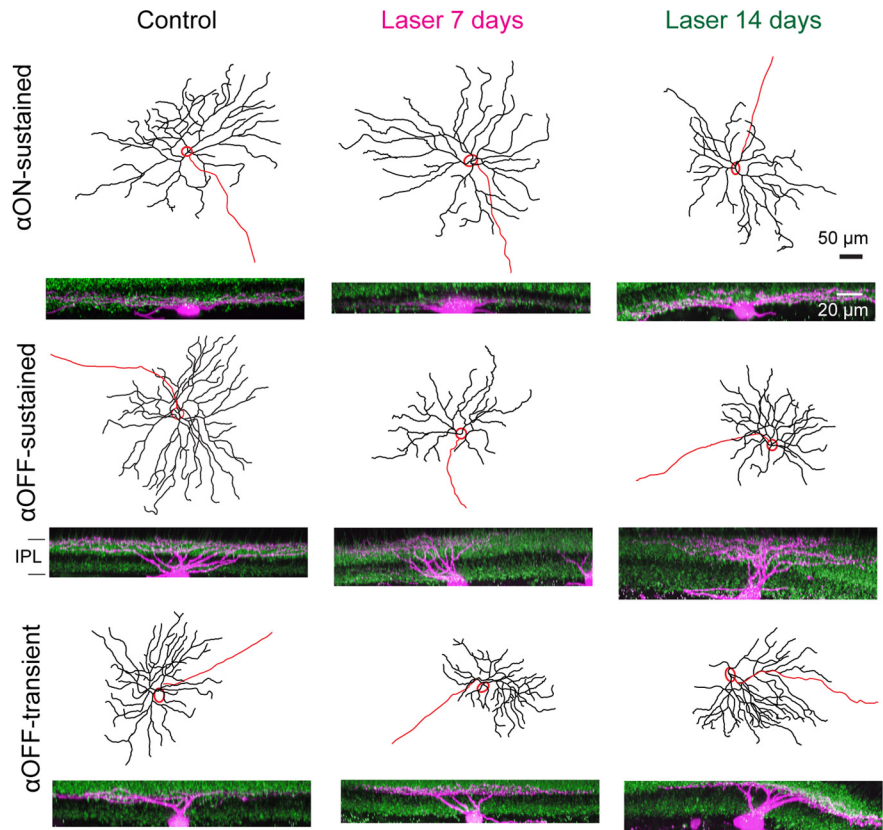 Control
Laser 7 days
Laser 14 days
αON-sustained
50 μm
20 μm
αOFF-sustained
IPL
αOFF-transient